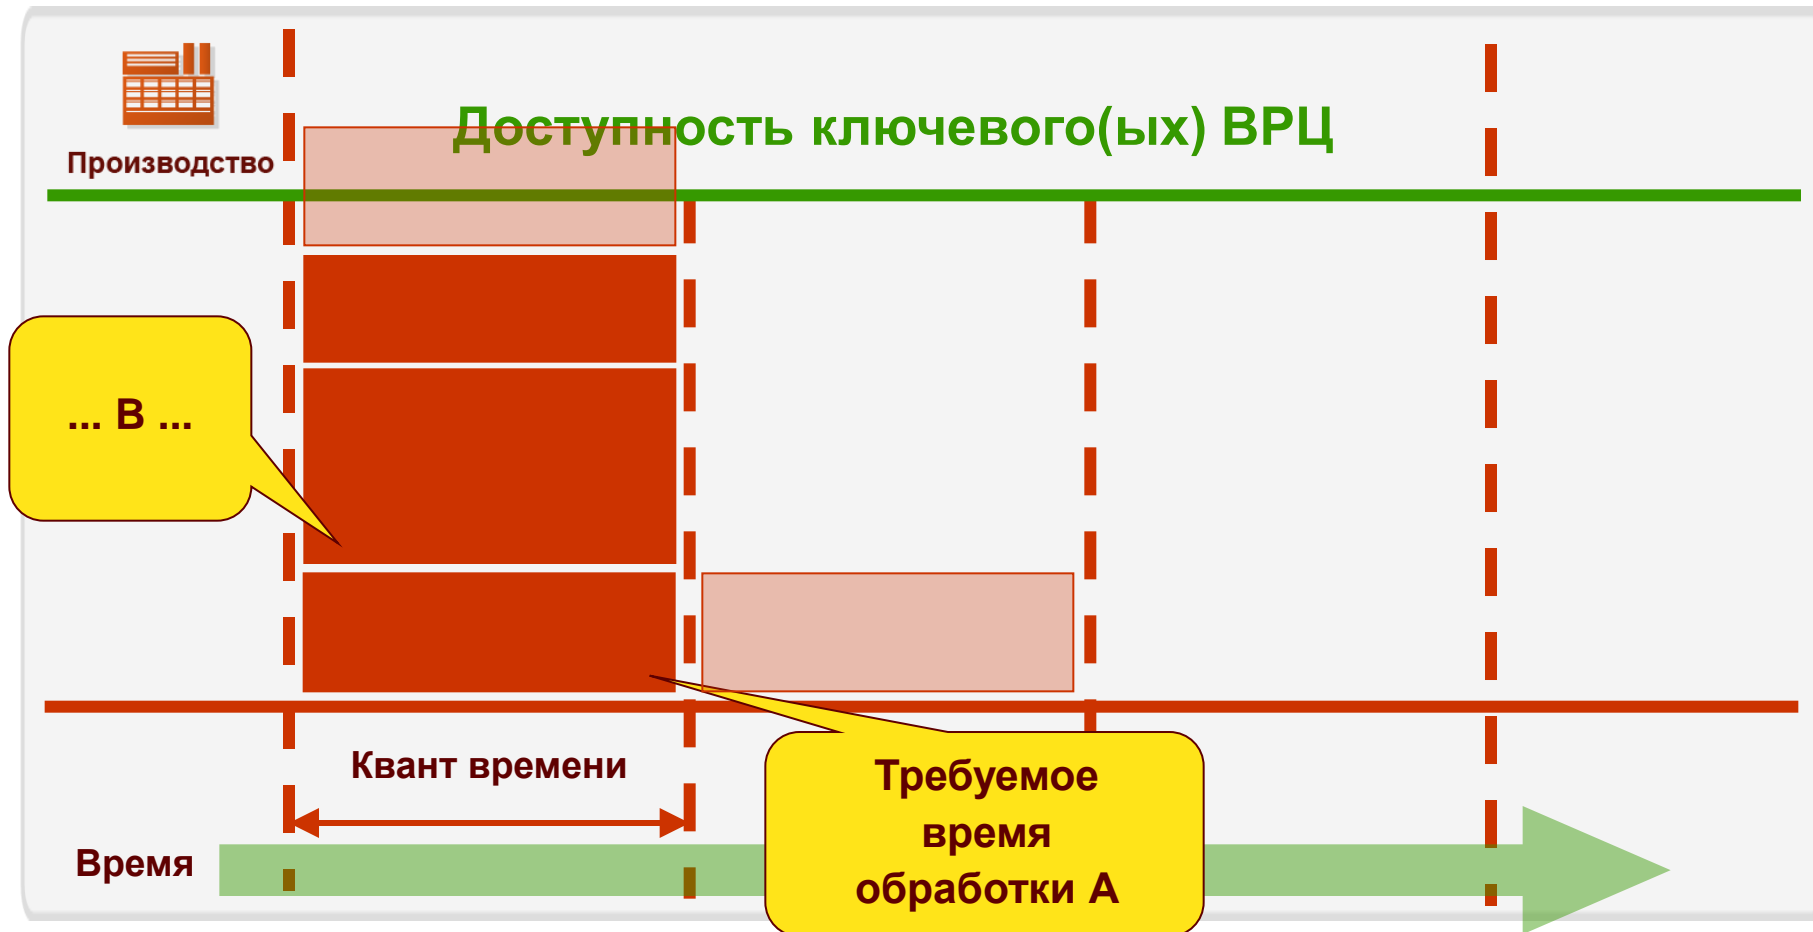 Доступность ключевого(ых) ВРЦ
Производство
... В ...
Квант времени
Требуемое
время
обработки А
Время